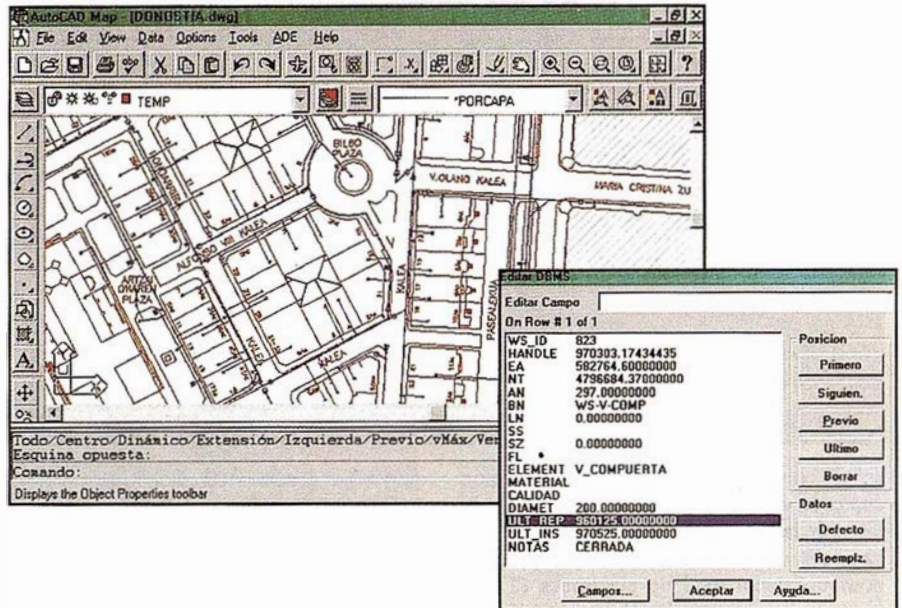 AutoCAD Map - [DONOSTIA.dwg]
File Edit View Data Options Tools ADE Help
TEMP
*PORCAPA
BILBO
PLAZA
V.OLANO KALEA
MARIA CRISTINA ZU
ALFONSO VIII KALEA
PLAZA
KALEA
PASEALEKUA
KALEA
KALEA
Todo/Centro/Dinámico/Extensión/Izquierda/Previo/vMáx/Ven
Esquina opuesta:
Comando:
Displays the Object Properties toolbar
Editar DBMS
Editar Campo
On Row # 1 of 1
WS_ID 823
HANDLE 970303.17434435
EA 582764.60000000
NT 4796684.37000000
AN 297.00000000
BN WS-V-COMP
LN 0.00000000
SS
SZ 0.00000000
FL
ELEMENT V_COMPUERTA
MATERIAL
CALIDAD
DIAMET 200.00000000
ULT_REP 960125.00000000
ULT_INS 970525.00000000
NOTAS CERRADA
Posicion
Primero
Siguien.
Previo
Ultimo
Borrar
Datos
Defecto
Reemplz.
Campos... Aceptar Ayuda...